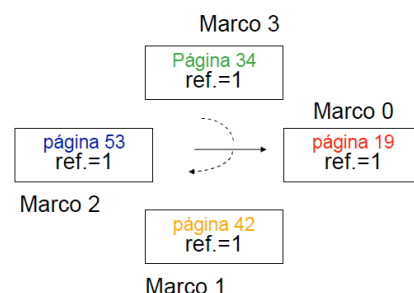 Marco 3
Página 34
ref.=1
Marco 0
página 53
ref.=1
página 19
ref.=1
Marco 2
página 42
ref.=1
Marco 1